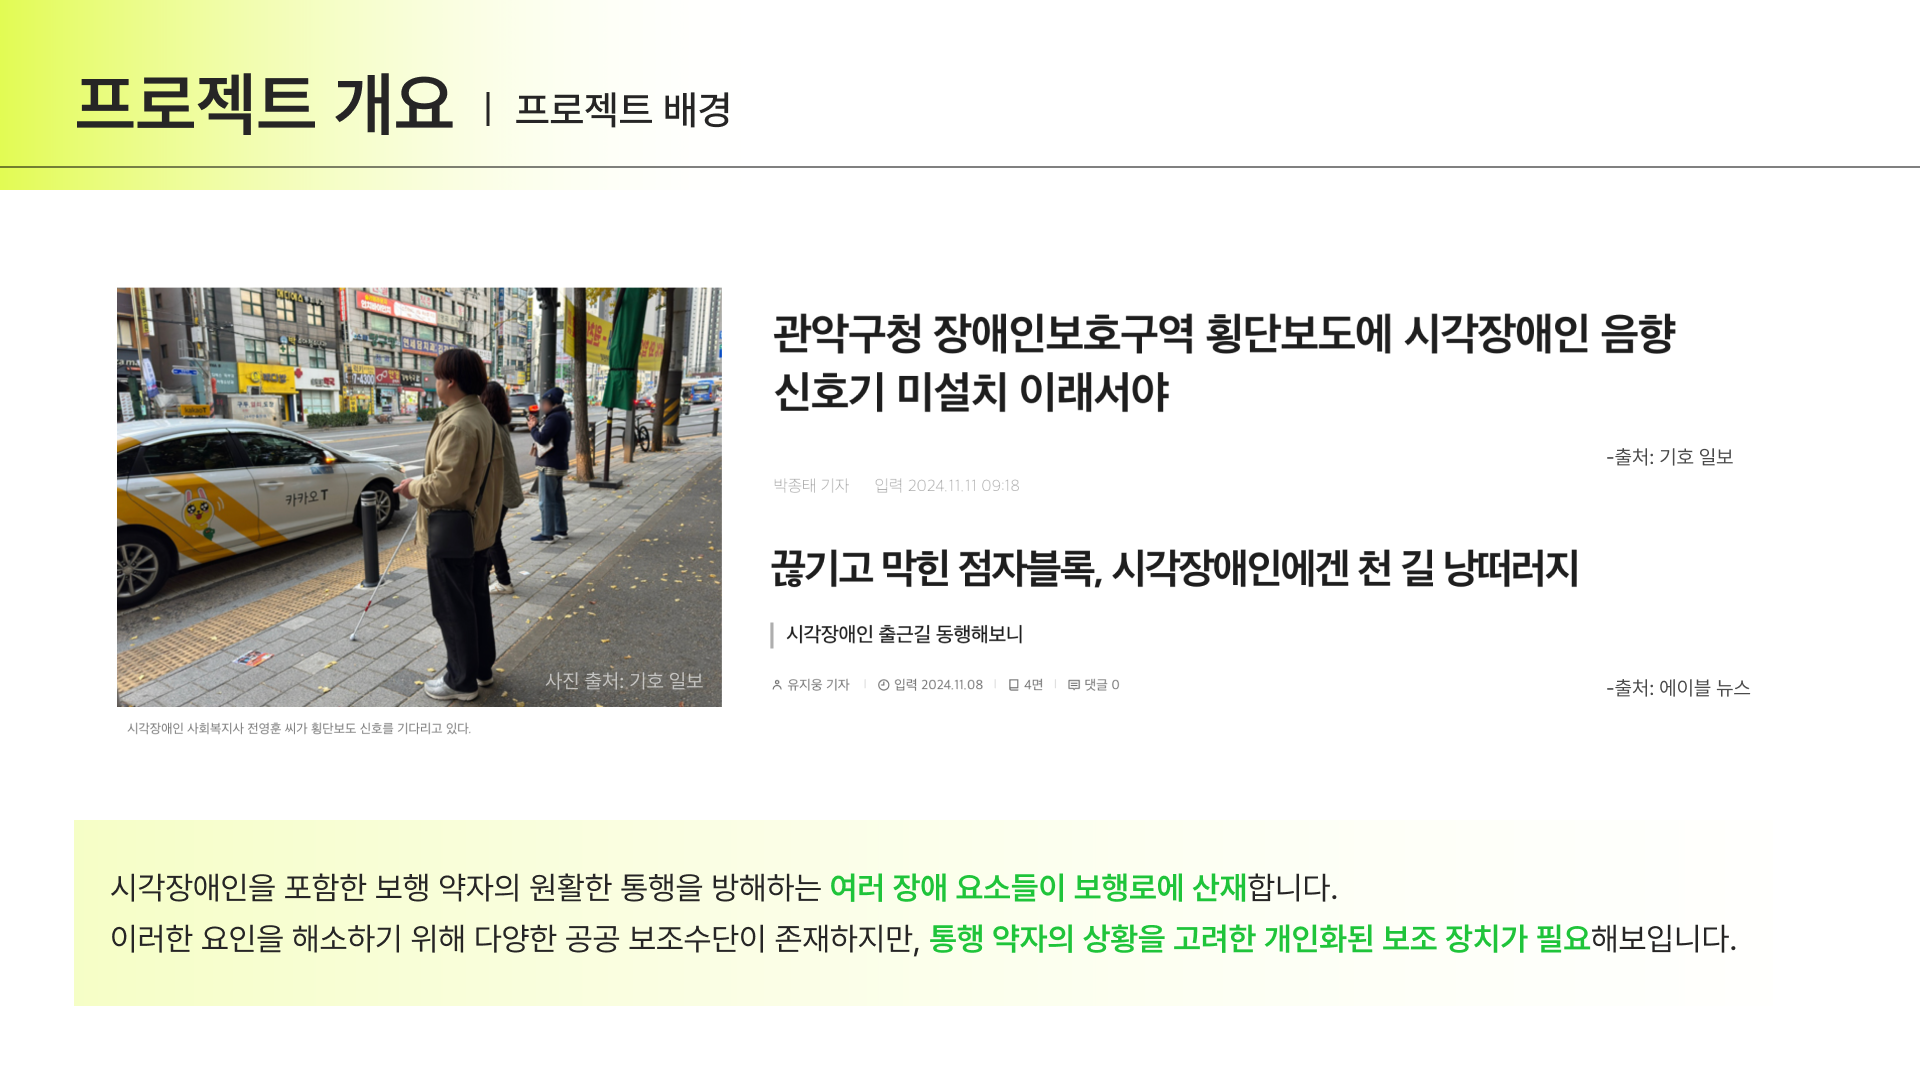 프로젝트 개요 | 프로젝트 배경
카카오 T
7-4300
사진 출처: 기호 일보
시각장애인 사회복지사 전영훈 씨가 횡단보도 신호를 기다리고 있다.
관악구청 장애인보호구역 횡단보도에 시각장애인 음향
신호기 미설치 이래서야
-출처: 기호 일보
박종태 기자 입력 2024.11.11 09:18
끊기고 막힌 점자블록, 시각장애인에겐 천 길 낭떠러지
시각장애인 출근길 동행해보니
유지웅 기자 입력 2024.11.08 4면 댓글 0
-출처: 에이블 뉴스
시각장애인을 포함한 보행 약자의 원활한 통행을 방해하는 여러 장애 요소들이 보행로에 산재합니다.
이러한 요인을 해소하기 위해 다양한 공공 보조수단이 존재하지만, 통행 약자의 상황을 고려한 개인화된 보조 장치가 필요해보입니다.